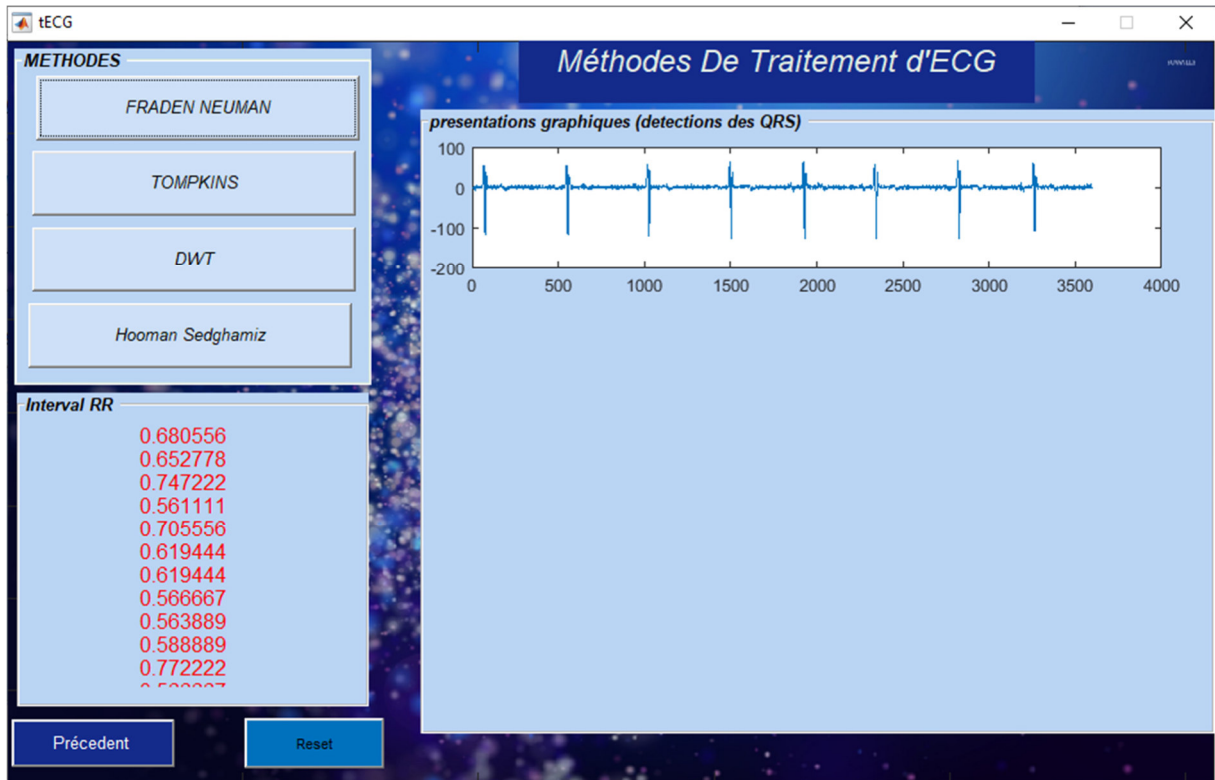 tECG
METHODES
FRADEN NEUMAN
TOMPKINS
DWT
Hooman Sedghamiz
Interval RR
0.680556
0.652778
0.747222
0.561111
0.705556
0.619444
0.619444
0.566667
0.563889
0.588889
0.772222
Précedent
Reset
Méthodes De Traitement d'ECG
presentations graphiques (detections des QRS)
100
0
-100
-200
0 500 1000 1500 2000 2500 3000 3500 4000